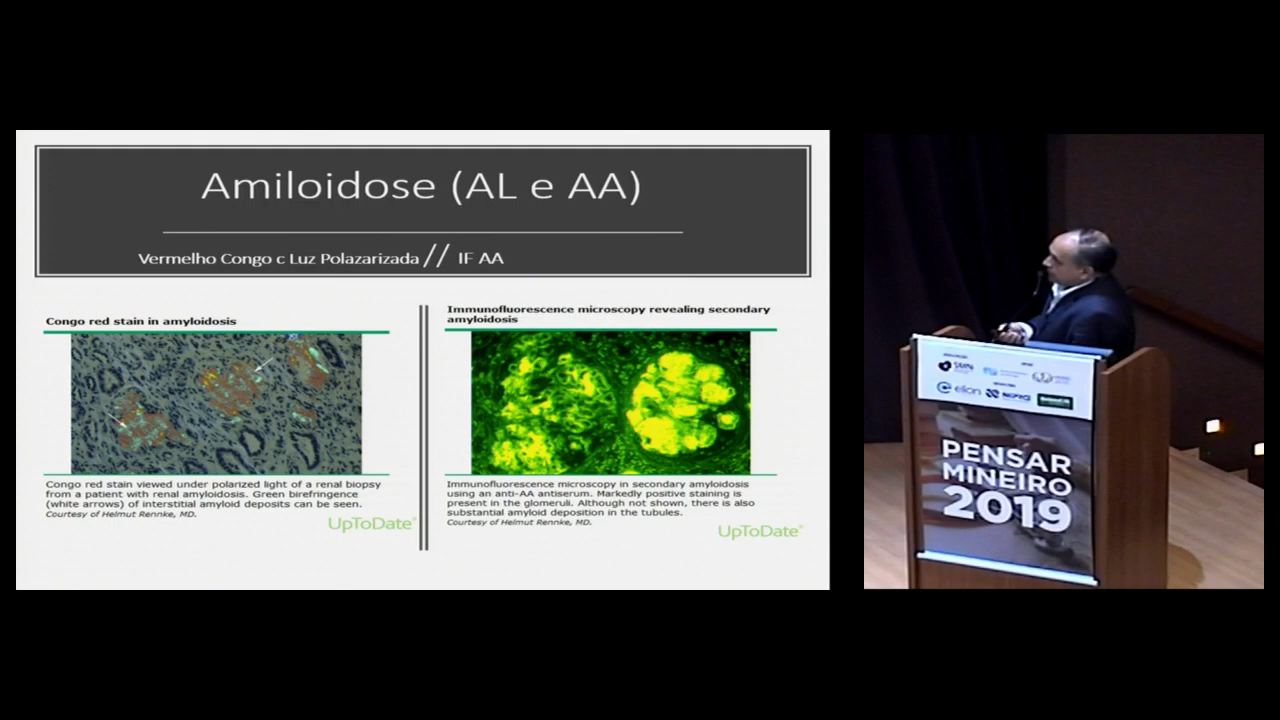 Amiloidose (AL e AA)
Vermelho Congo c Luz Polazarizada // IF AA
Congo red stain in amyloidosis
Congo red stain viewed under polarized light of a renal biopsy
from a patient with renal amyloidosis. Green birefringence
(white arrows) of interstitial amyloid deposits can be seen.
Courtesy of Helmut Rennke, MD.
UpToDate®
Immunofluorescence microscopy revealing secondary
amyloidosis
Immunofluorescence microscopy in secondary amyloidosis
using an anti-AA antiserum. Markedly positive staining is
present in the glomeruli. Although not shown, there is also
substantial amyloid deposition in the tubules.
Courtesy of Helmut Rennke, MD.
UpToDate®
SMN
elion
PENSAR
MINEIRO
2019